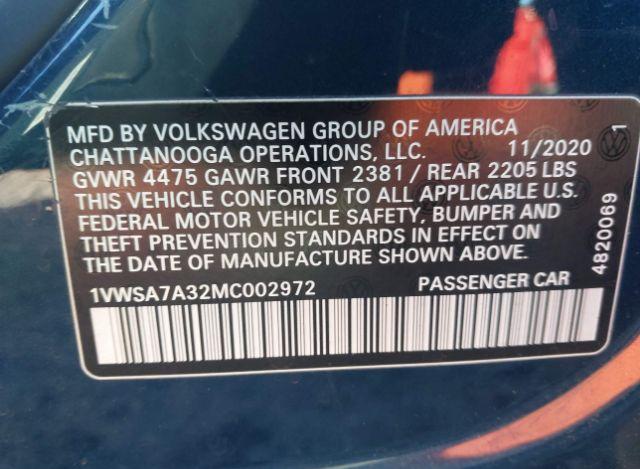 MFD BY VOLKSWAGEN GROUP OF AMERICA
CHATTANOOGA OPERATIONS, LLC. 11/2020
GVWR 4475 GAWR FRONT 2381 / REAR 2205 LBS
THIS VEHICLE CONFORMS TO ALL APPLICABLE U.S.
FEDERAL MOTOR VEHICLE SAFETY, BUMPER AND
THEFT PREVENTION STANDARDS IN EFFECT ON
THE DATE OF MANUFACTURE SHOWN ABOVE.
1VWSA7A32MC002972 PASSENGER CAR
4820069 1